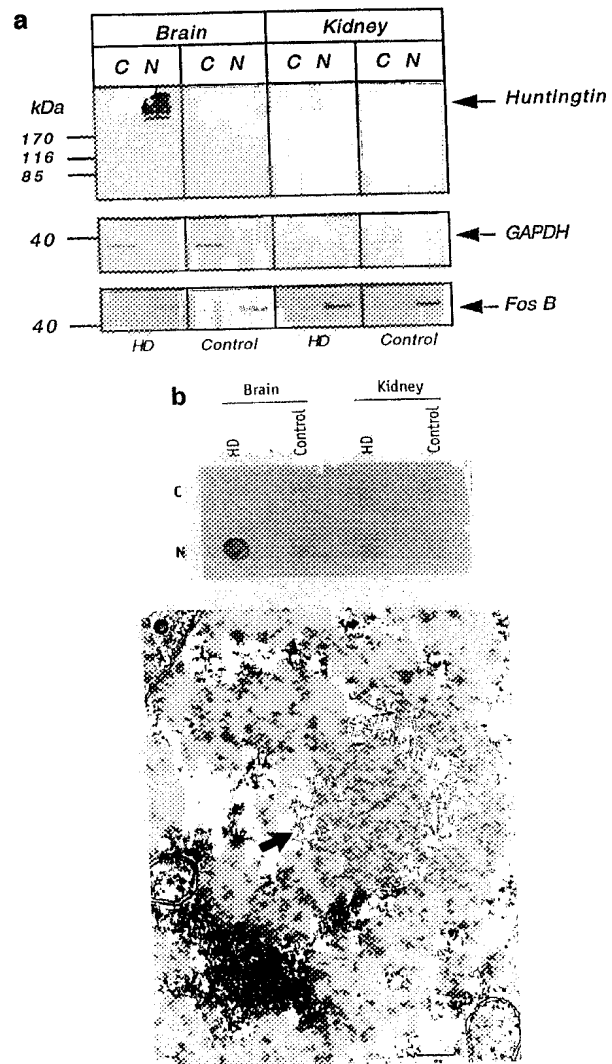 a
Brain Kidney
C N C N C N C N
kDa
Huntingtin
170
116
85
40 GAPDH
Fos B
40
HD Control HD Control
b
Brain Kidney
HD Control HD Control
C
N